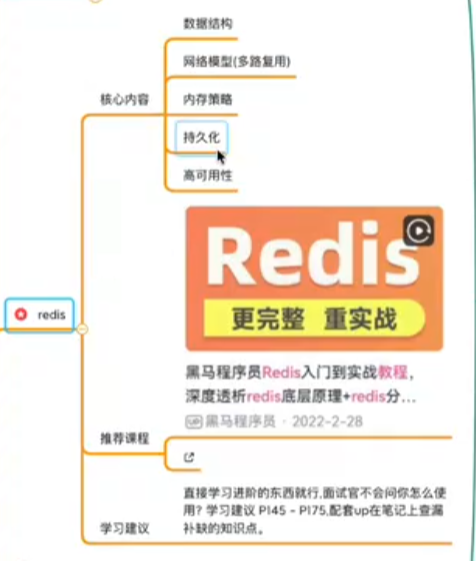 数据结构
网络模型(多路复用)
核心内容
内存策略
持久化
高可用性
Redis
更完整 重实战
redis
黑马程序员Redis入门到实战教程，
深度透析redis底层原理+redis分...
UP 黑马程序员 · 2022-2-28
推荐课程
直接学习进阶的东西就行,面试官不会问你怎么使
用? 学习建议 P145 - P175,配套up在笔记上查漏
补缺的知识点。
学习建议